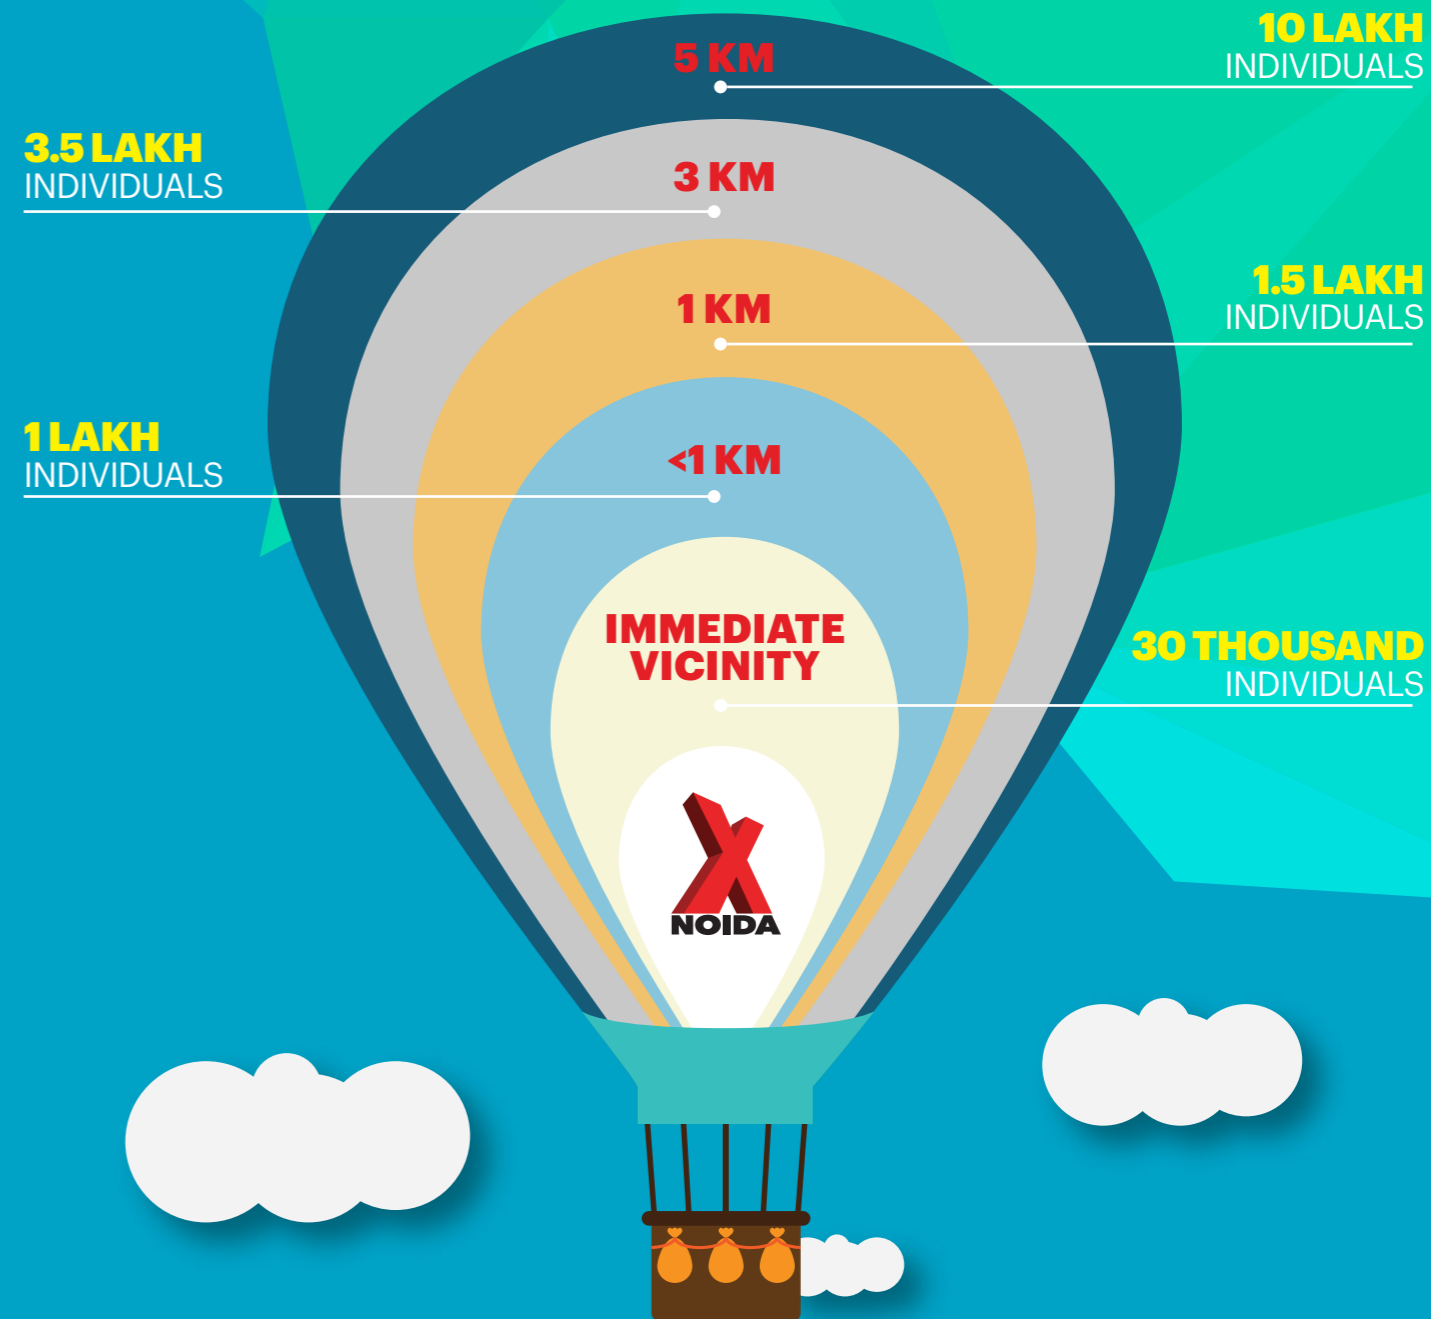 10 LAKH
INDIVIDUALS
5 KM
3.5 LAKH
INDIVIDUALS
3 KM
1.5 LAKH
INDIVIDUALS
1 KM
1 LAKH
INDIVIDUALS
<1 KM
IMMEDIATE
VICINITY
30 THOUSAND
INDIVIDUALS
X
NOIDA